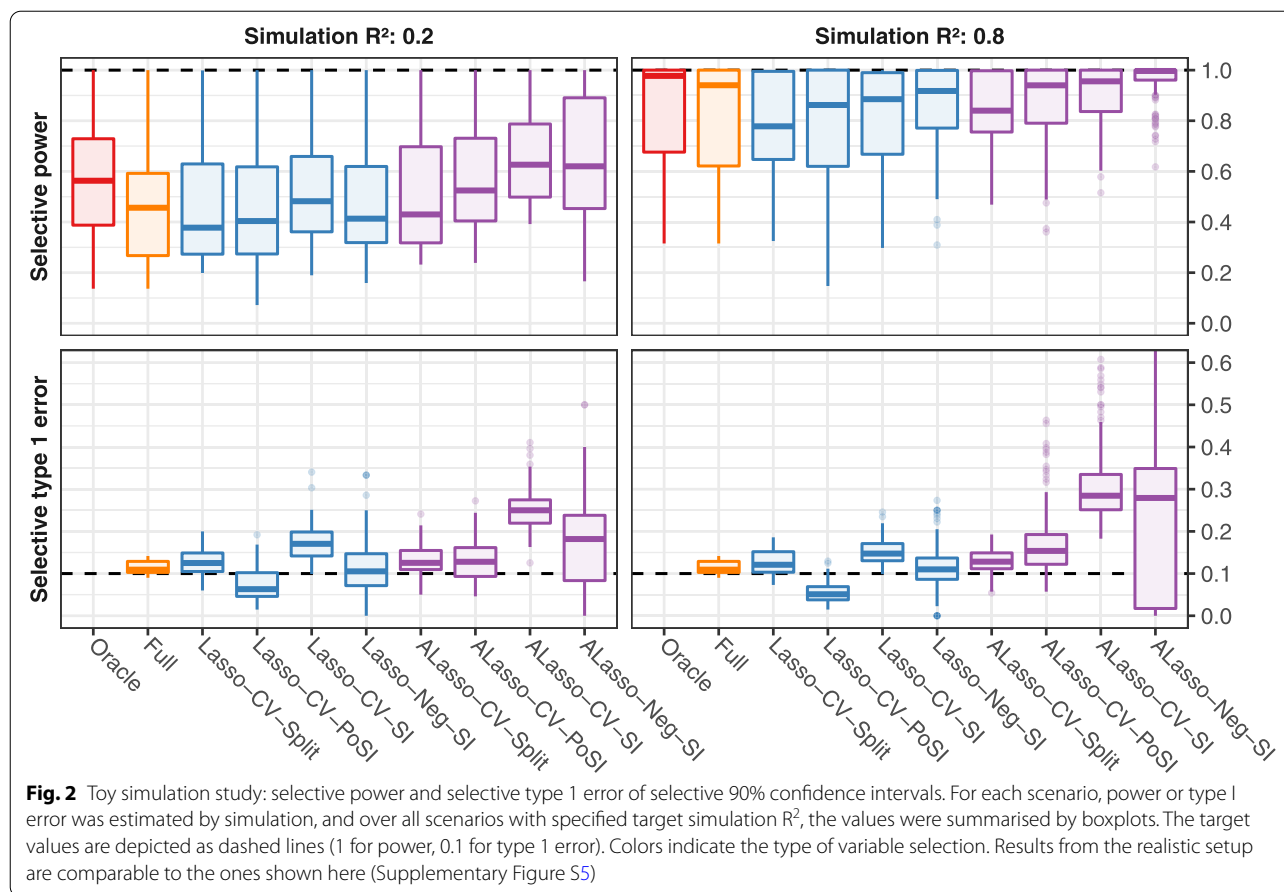 Simulation R²: 0.2
Simulation R²: 0.8
Selective power
1.0
0.8
0.6
0.4
0.2
0.0
Selective type 1 error
0.6
0.5
0.4
0.3
0.2
0.1
0.0
Oracle
Full
Lasso−CV−Split
Lasso−CV−PoSI
Lasso−CV−SI
Lasso−Neg−SI
ALasso−CV−Split
ALasso−CV−PoSI
ALasso−CV−SI
ALasso−Neg−SI
Oracle
Full
Lasso−CV−Split
Lasso−CV−PoSI
Lasso−CV−SI
Lasso−Neg−SI
ALasso−CV−Split
ALasso−CV−PoSI
ALasso−CV−SI
ALasso−Neg−SI
Fig. 2 Toy simulation study: selective power and selective type 1 error of selective 90% confidence intervals. For each scenario, power or type I
error was estimated by simulation, and over all scenarios with specified target simulation R², the values were summarised by boxplots. The target
values are depicted as dashed lines (1 for power, 0.1 for type 1 error). Colors indicate the type of variable selection. Results from the realistic setup
are comparable to the ones shown here (Supplementary Figure S5)